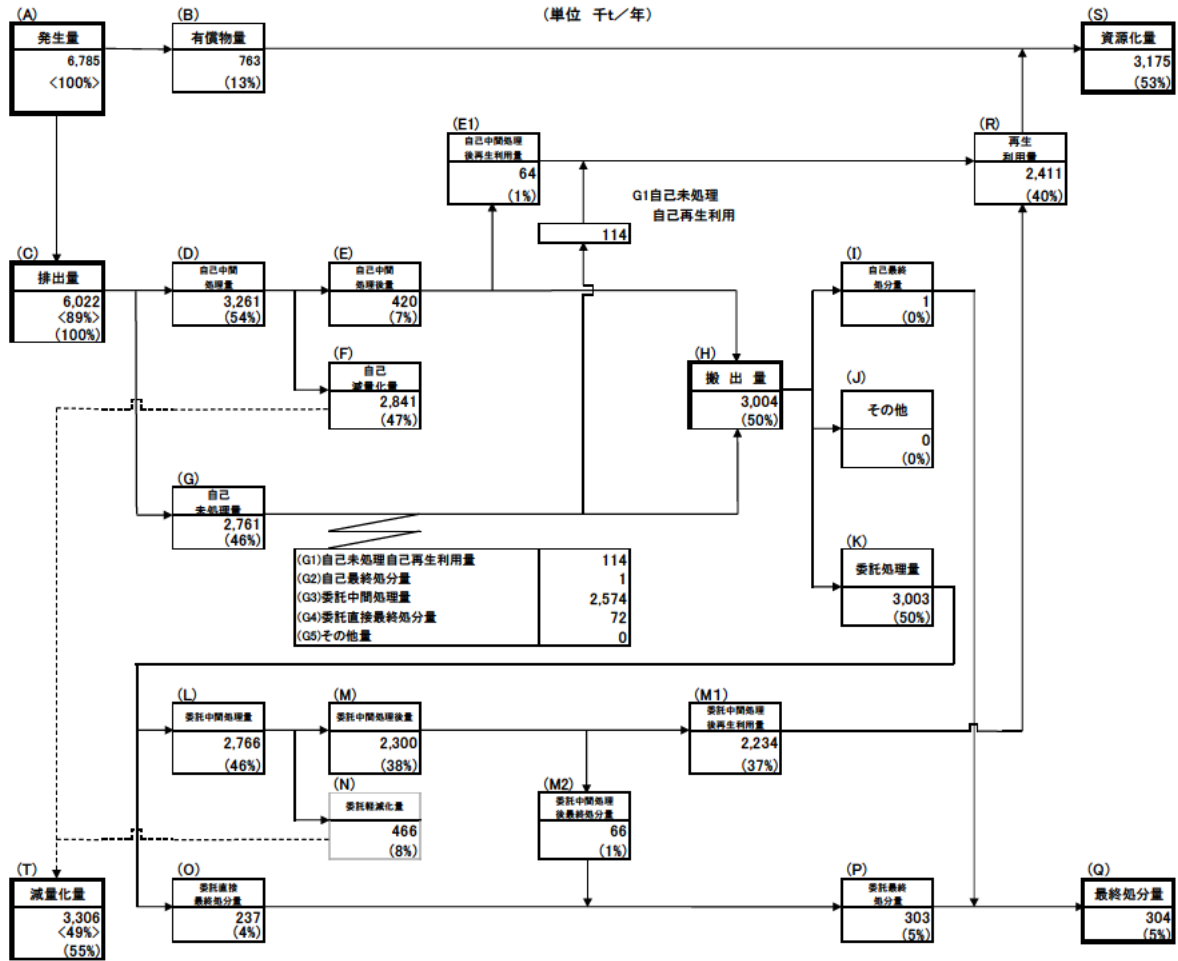 (単位 千t／年)
(A)
発生量
6,785
<100%>
(B)
有償物量
763
(13%)
(S)
資源化量
3,175
(53%)
(E1)
自己中間処理
後再生利用量
64
(1%)
G1自己未処理
自己再生利用
114
(R)
再生
利用量
2,411
(40%)
(C)
排出量
6,022
<89%>
(100%)
(D)
自己中間
処理量
3,261
(54%)
(E)
自己中間
処理後量
420
(7%)
(I)
自己最終
処分量
1
(0%)
(F)
自己
減量化量
2,841
(47%)
(H)
搬出量
3,004
(50%)
(J)
その他
0
(0%)
(G)
自己
未処理量
2,761
(46%)
(G1)自己未処理自己再生利用量 114
(G2)自己最終処分量 1
(G3)委託中間処理量 2,574
(G4)委託直接最終処分量 72
(G5)その他量 0
(K)
委託処理量
3,003
(50%)
(L)
委託中間処理量
2,766
(46%)
(M)
委託中間処理後量
2,300
(38%)
(M1)
委託中間処理
後再生利用量
2,234
(37%)
(N)
委託軽減化量
466
(8%)
(M2)
委託中間処理
後最終処分量
66
(1%)
(T)
減量化量
3,306
<49%>
(55%)
(O)
委託直接
最終処分量
237
(4%)
(P)
委託最終
処分量
303
(5%)
(Q)
最終処分量
304
(5%)